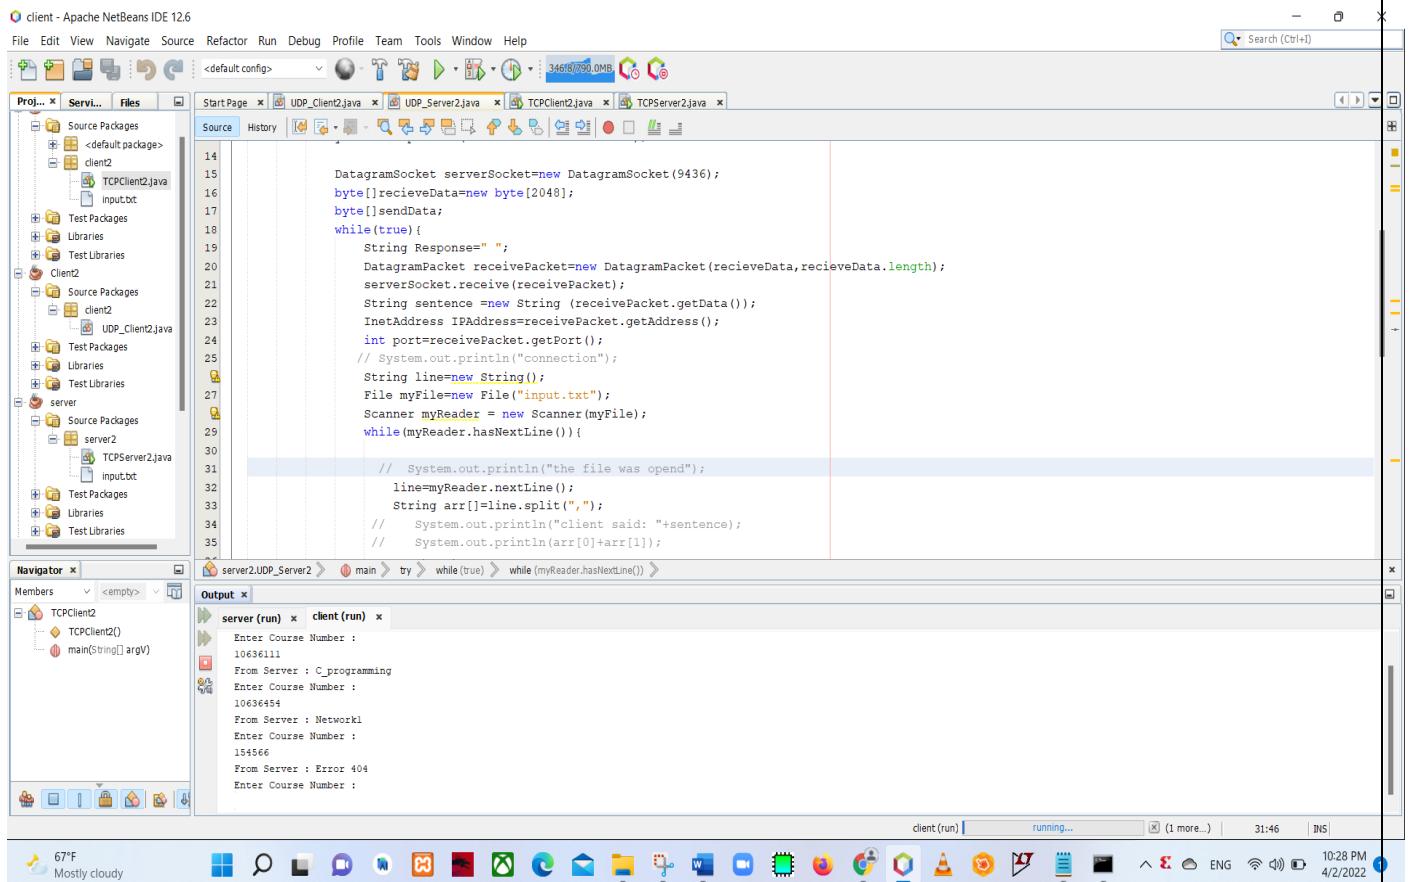 client - Apache NetBeans IDE 12.6
File Edit View Navigate Source Refactor Run Debug Profile Team Tools Window Help
Search (Ctrl+I)
<default config>
346.8/790.0MB
Proj... Servi... Files
Start Page UDP_Client2.java UDP_Server2.java TCPClient2.java TCPServer2.java
Source Packages
<default package>
client2
TCPClient2.java
input.txt
Test Packages
Libraries
Test Libraries
Client2
Source Packages
client2
UDP_Client2.java
Test Packages
Libraries
Test Libraries
server
Source Packages
server2
TCPServer2.java
input.txt
Test Packages
Libraries
Test Libraries
Source History
14
15 DatagramSocket serverSocket=new DatagramSocket(9436);
16 byte[]recieveData=new byte[2048];
17 byte[]sendData;
18 while(true){
19 String Response=" ";
20 DatagramPacket receivePacket=new DatagramPacket(recieveData,recieveData.length);
21 serverSocket.receive(receivePacket);
22 String sentence =new String (receivePacket.getData());
23 InetAddress IPAddress=receivePacket.getAddress();
24 int port=receivePacket.getPort();
25 // System.out.println("connection");
String line=new String();
27 File myFile=new File("input.txt");
Scanner myReader = new Scanner(myFile);
29 while(myReader.hasNextLine()){
30
31 // System.out.println("the file was opend");
32 line=myReader.nextLine();
33 String arr[]=line.split(",");
34 // System.out.println("client said: "+sentence);
35 // System.out.println(arr[0]+arr[1]);
server2.UDP_Server2 main try while (true) while (myReader.hasNextLine())
Navigator
Members <empty>
TCPClient2
TCPClient2()
main(String[] argV)
Output
server (run) client (run)
Enter Course Number :
10636111
From Server : C_programming
Enter Course Number :
10636454
From Server : Network1
Enter Course Number :
154566
From Server : Error 404
Enter Course Number :
client (run) running... (1 more...) 31:46 INS
67°F
Mostly cloudy
ENG
10:28 PM
4/2/2022
1